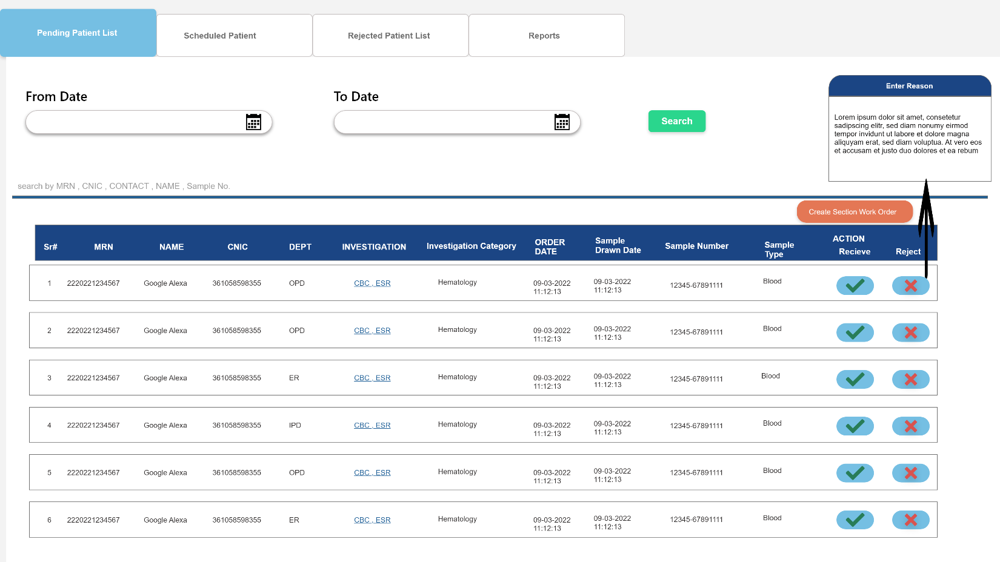 Pending Patient List
Scheduled Patient
Rejected Patient List
Reports
From Date
To Date
Search
Enter Reason
Lorem ipsum dolor sit amet, consetetur
sadipscing elitr, sed diam nonumy eirmod
tempor invidunt ut labore et dolore magna
aliquyam erat, sed diam voluptua. At vero eos
et accusam et justo duo dolores et ea rebum
search by MRN , CNIC , CONTACT , NAME , Sample No.
Create Section Work Order
Sr#
MRN
NAME
CNIC
DEPT
INVESTIGATION
Investigation Category
ORDER
DATE
Sample
Drawn Date
Sample Number
Sample
Type
ACTION
Recieve
Reject
1 2220221234567 Google Alexa 361058598355 OPD CBC , ESR Hematology
09-03-2022
11:12:13
09-03-2022
11:12:13
12345-67891111
Blood
2 2220221234567 Google Alexa 361058598355 OPD CBC , ESR Hematology
09-03-2022
11:12:13
09-03-2022
11:12:13
12345-67891111
Blood
3 2220221234567 Google Alexa 361058598355 ER CBC , ESR Hematology
09-03-2022
11:12:13
09-03-2022
11:12:13
12345-67891111
Blood
4 2220221234567 Google Alexa 361058598355 IPD CBC , ESR Hematology
09-03-2022
11:12:13
09-03-2022
11:12:13
12345-67891111
Blood
5 2220221234567 Google Alexa 361058598355 OPD CBC , ESR Hematology
09-03-2022
11:12:13
09-03-2022
11:12:13
12345-67891111
Blood
6 2220221234567 Google Alexa 361058598355 ER CBC , ESR Hematology
09-03-2022
11:12:13
09-03-2022
11:12:13
12345-67891111
Blood